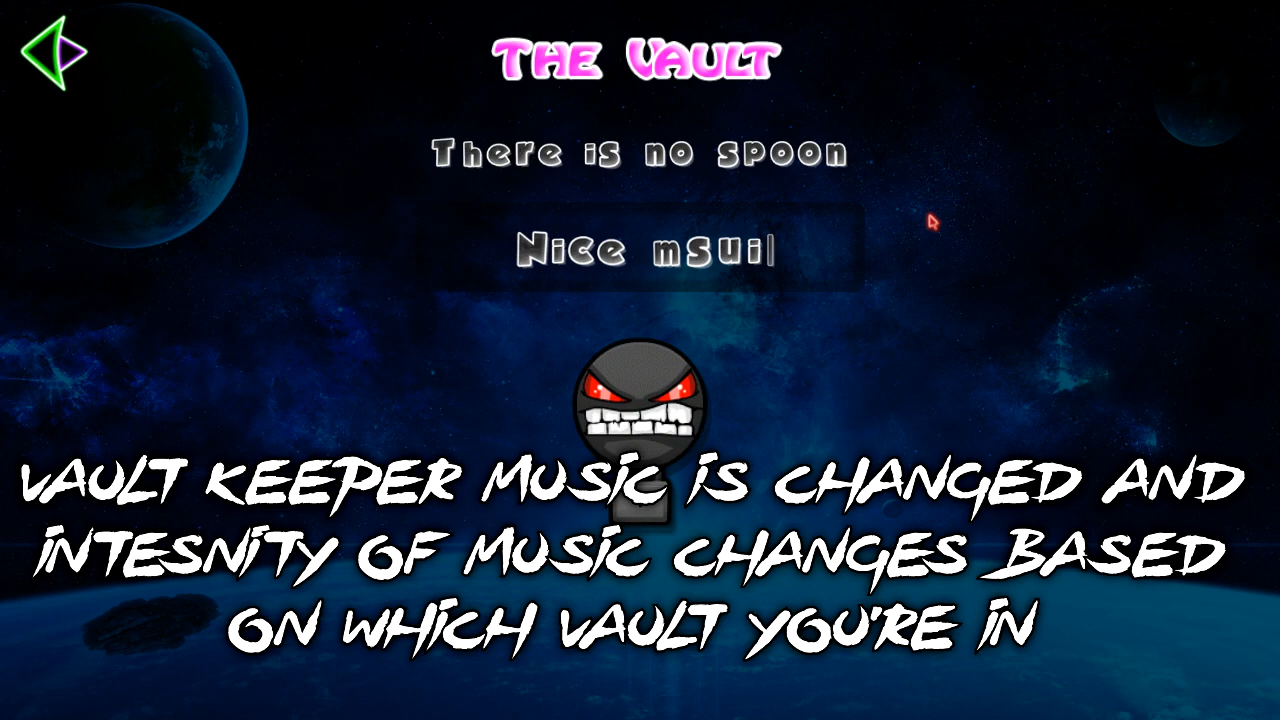 The Vault
There is no spoon
Nice msui
VAULT KEEPER MUSIC IS CHANGED AND
INTESNITY OF MUSIC CHANGES BASED
ON WHICH VAULT YOU'RE IN